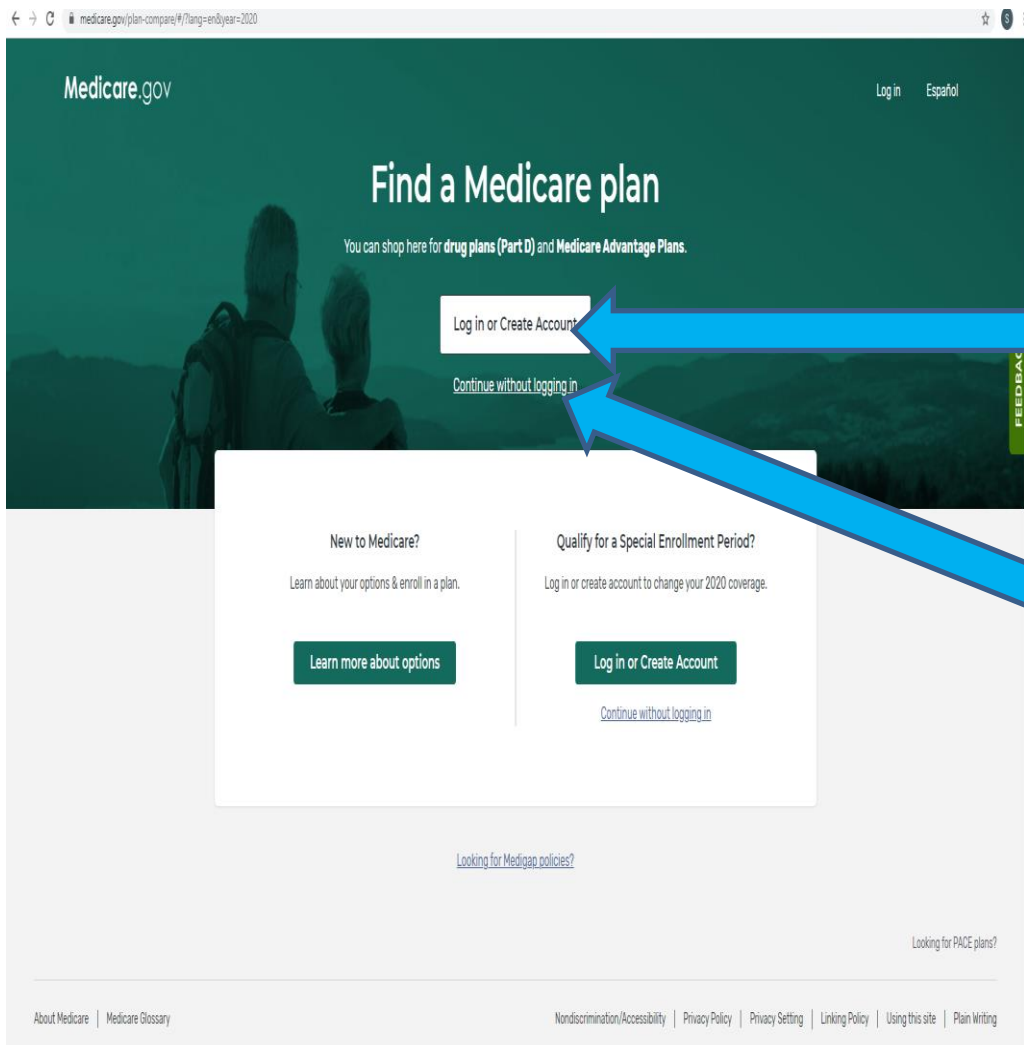 medicare.gov/plan-compare/#/?lang=en&year=2020
S
Medicare.gov
Log in
Español
Find a Medicare plan
You can shop here for drug plans (Part D) and Medicare Advantage Plans.
Log in or Create Account
Continue without logging in
New to Medicare?
Learn about your options & enroll in a plan.
Learn more about options
Qualify for a Special Enrollment Period?
Log in or create account to change your 2020 coverage.
Log in or Create Account
Continue without logging in
Looking for Medigap policies?
Looking for PACE plans?
About Medicare | Medicare Glossary
Nondiscrimination/Accessibility | Privacy Policy | Privacy Setting | Linking Policy | Using this site | Plain Writing